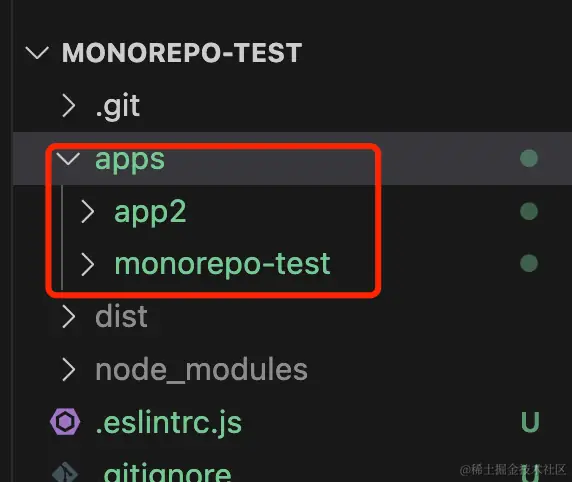 MONOREPO-TEST
.git
apps
app2
monorepo-test
dist
node_modules
.eslintrc.js U
.gitignore U
@稀土掘金技术社区